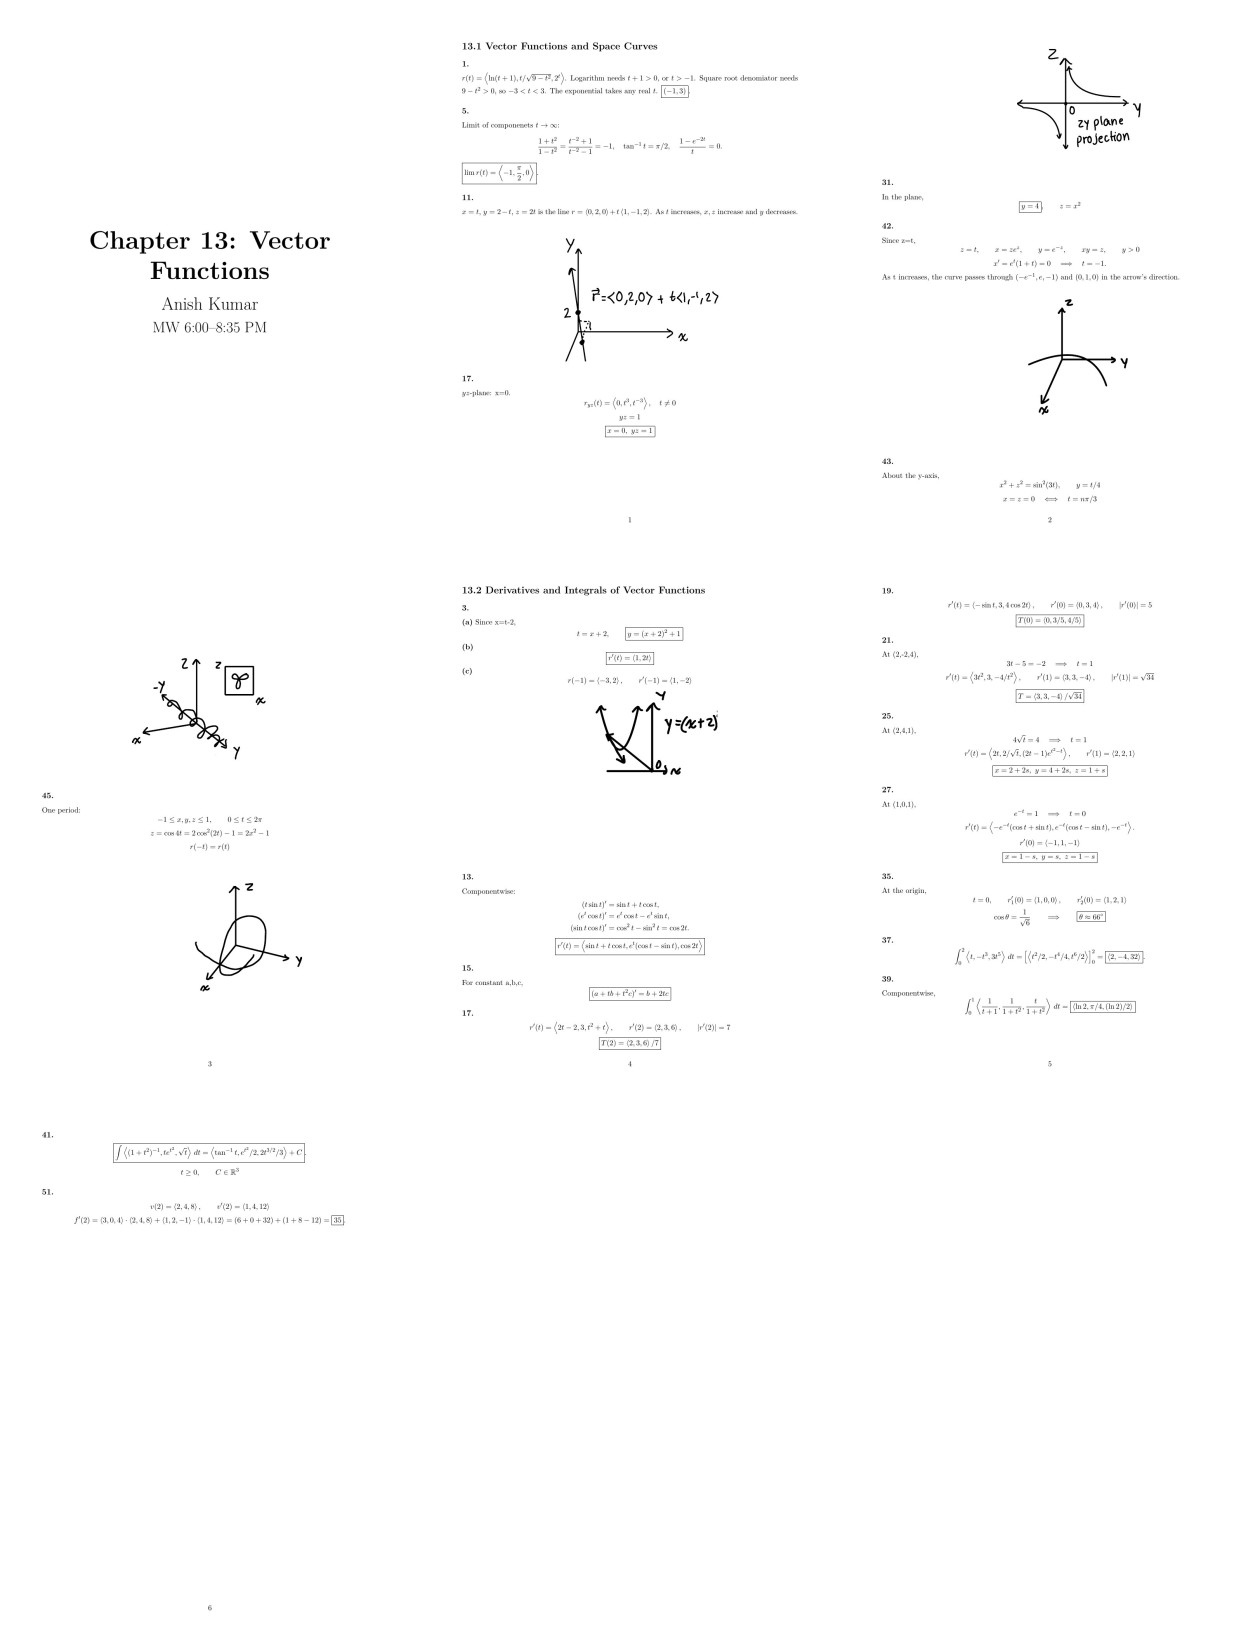 Chapter 13: Vector
Functions
Anish Kumar
MW 6:00–8:35 PM
13.1 Vector Functions and Space Curves
1.
r(t) = ⟨ln(t + 1), t/√(9 − t²), 2ᵗ⟩. Logarithm needs t + 1 > 0, or t > −1. Square root denomiator needs
9 − t² > 0, so −3 < t < 3. The exponential takes any real t. (−1, 3).
5.
Limit of componenets t → ∞:
(1 + t²)/(1 − t²) = (t⁻² + 1)/(t⁻² − 1) = −1, tan⁻¹ t = π/2, (1 − e⁻²ᵗ)/t = 0.
lim r(t) = ⟨−1, π/2, 0⟩.
11.
x = t, y = 2 − t, z = 2t is the line r = ⟨0, 2, 0⟩ + t ⟨1, −1, 2⟩. As t increases, x, z increase and y decreases.
Y
r⃗=<0,2,0> + t<1,-1,2>
2
x
17.
yz-plane: x=0.
r_yz(t) = ⟨0, t³, t⁻³⟩, t ≠ 0
yz = 1
x = 0, yz = 1
1
Z
Y
0
zy plane
projection
31.
In the plane,
y = 4, z = x²
42.
Since z=t,
z = t, x = zeᶻ, y = e⁻ᶻ, xy = z, y > 0
x′ = eᵗ(1 + t) = 0 ⟹ t = −1.
As t increases, the curve passes through (−e⁻¹, e, −1) and (0, 1, 0) in the arrow's direction.
z
Y
x
43.
About the y-axis,
x² + z² = sin²(3t), y = t/4
x = z = 0 ⟺ t = nπ/3
2
z
z
-Y
x
x
Y
45.
One period:
−1 ≤ x, y, z ≤ 1, 0 ≤ t ≤ 2π
z = cos 4t = 2 cos²(2t) − 1 = 2x² − 1
r(−t) = r(t)
z
Y
x
3
13.2 Derivatives and Integrals of Vector Functions
3.
(a) Since x=t-2,
t = x + 2, y = (x + 2)² + 1
(b)
r′(t) = ⟨1, 2t⟩
(c)
r(−1) = ⟨−3, 2⟩, r′(−1) = ⟨1, −2⟩
Y
y=(x+2)
0
x
13.
Componentwise:
(t sin t)′ = sin t + t cos t,
(eᵗ cos t)′ = eᵗ cos t − eᵗ sin t,
(sin t cos t)′ = cos² t − sin² t = cos 2t.
r′(t) = ⟨sin t + t cos t, eᵗ(cos t − sin t), cos 2t⟩
15.
For constant a,b,c,
(a + tb + t²c)′ = b + 2tc
17.
r′(t) = ⟨2t − 2, 3, t² + t⟩, r′(2) = ⟨2, 3, 6⟩, |r′(2)| = 7
T(2) = ⟨2, 3, 6⟩ /7
4
19.
r′(t) = ⟨− sin t, 3, 4 cos 2t⟩, r′(0) = ⟨0, 3, 4⟩, |r′(0)| = 5
T(0) = ⟨0, 3/5, 4/5⟩
21.
At (2,-2,4),
3t − 5 = −2 ⟹ t = 1
r′(t) = ⟨3t², 3, −4/t²⟩, r′(1) = ⟨3, 3, −4⟩, |r′(1)| = √34
T = ⟨3, 3, −4⟩ /√34
25.
At (2,4,1),
4√t = 4 ⟹ t = 1
r′(t) = ⟨2t, 2/√t, (2t − 1)e^(t²−t)⟩, r′(1) = ⟨2, 2, 1⟩
x = 2 + 2s, y = 4 + 2s, z = 1 + s
27.
At (1,0,1),
e⁻ᵗ = 1 ⟹ t = 0
r′(t) = ⟨−e⁻ᵗ(cos t + sin t), e⁻ᵗ(cos t − sin t), −e⁻ᵗ⟩.
r′(0) = ⟨−1, 1, −1⟩
x = 1 − s, y = s, z = 1 − s
35.
At the origin,
t = 0, r′₁(0) = ⟨1, 0, 0⟩, r′₂(0) = ⟨1, 2, 1⟩
cos θ = 1/√6 ⟹ θ ≈ 66°
37.
∫₀² ⟨t, −t³, 3t⁵⟩ dt = [⟨t²/2, −t⁴/4, t⁶/2⟩]₀² = ⟨2, −4, 32⟩.
39.
Componentwise,
∫₀¹ ⟨1/(t + 1), 1/(1 + t²), t/(1 + t²)⟩ dt = ⟨ln 2, π/4, (ln 2)/2⟩
5
41.
∫ ⟨(1 + t²)⁻¹, te^(t²), √t⟩ dt = ⟨tan⁻¹ t, e^(t²)/2, 2t^(3/2)/3⟩ + C.
t ≥ 0, C ∈ ℝ³
51.
v(2) = ⟨2, 4, 8⟩, v′(2) = ⟨1, 4, 12⟩
f′(2) = ⟨3, 0, 4⟩ · ⟨2, 4, 8⟩ + ⟨1, 2, −1⟩ · ⟨1, 4, 12⟩ = (6 + 0 + 32) + (1 + 8 − 12) = 35.
6